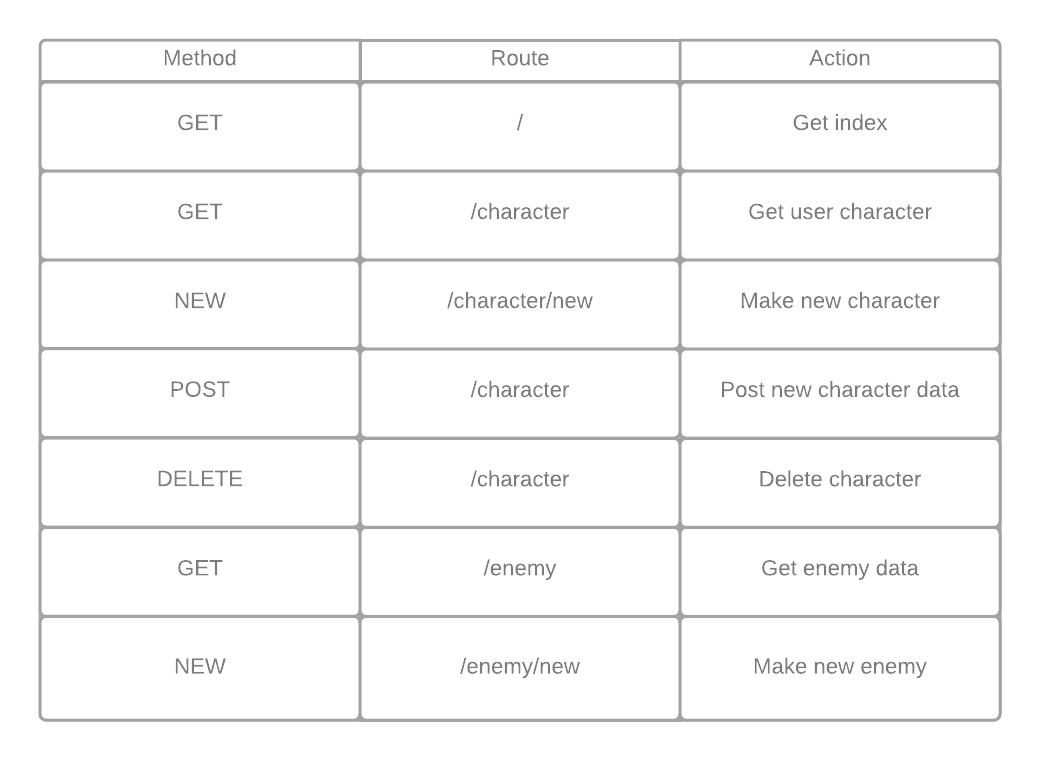 Method Route Action
GET / Get index
GET /character Get user character
NEW /character/new Make new character
POST /character Post new character data
DELETE /character Delete character
GET /enemy Get enemy data
NEW /enemy/new Make new enemy